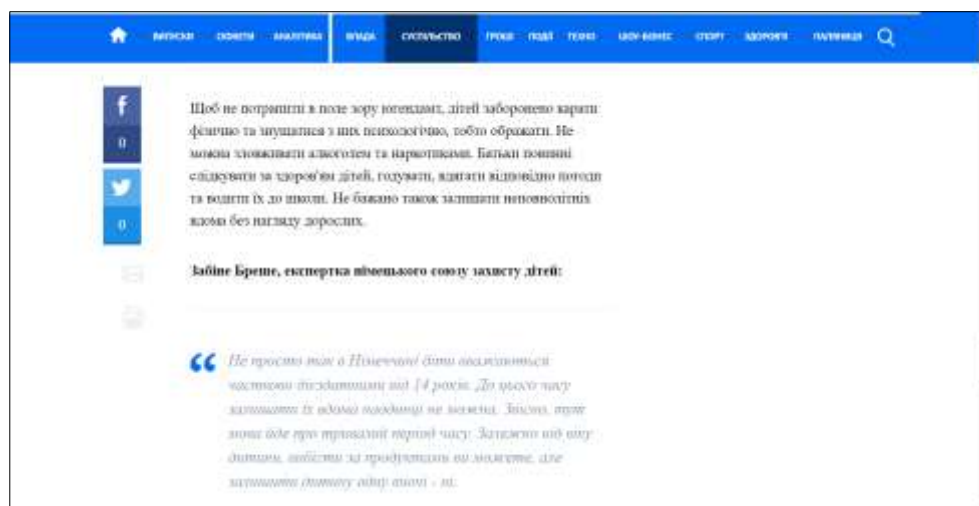 ВИПУСКИ СЮЖЕТИ АНАЛІТИКА ВЛАДА СУСПІЛЬСТВО ГРОШІ ПОДІЇ ТЕХНО ШОУ-БІЗНЕС СПОРТ ЗДОРОВ'Я
f
0
0
Щоб не потрапити в поле зору югендамт, дітей заборонено карати
фізично та знущатися з них психологічно, тобто ображати. Не
можна зловживати алкоголем та наркотиками. Батьки повинні
слідкувати за здоров'ям дітей, годувати, вдягати відповідно погоди
та водити їх до школи. Не бажано також залишати неповнолітніх
вдома без нагляду дорослих.
Забіне Бреше, експертка німецького союзу захисту дітей:
Не просто так в Німеччині діти вважаються
частково дієздатними від 14 років. До цього часу
залишати їх вдома наодинці не можна. Звісно, тут
мова йде про тривалий період часу. Залежно від віку
дитини, вийти за продуктами ви можете, але
залишати дитину одну вночі - ні.